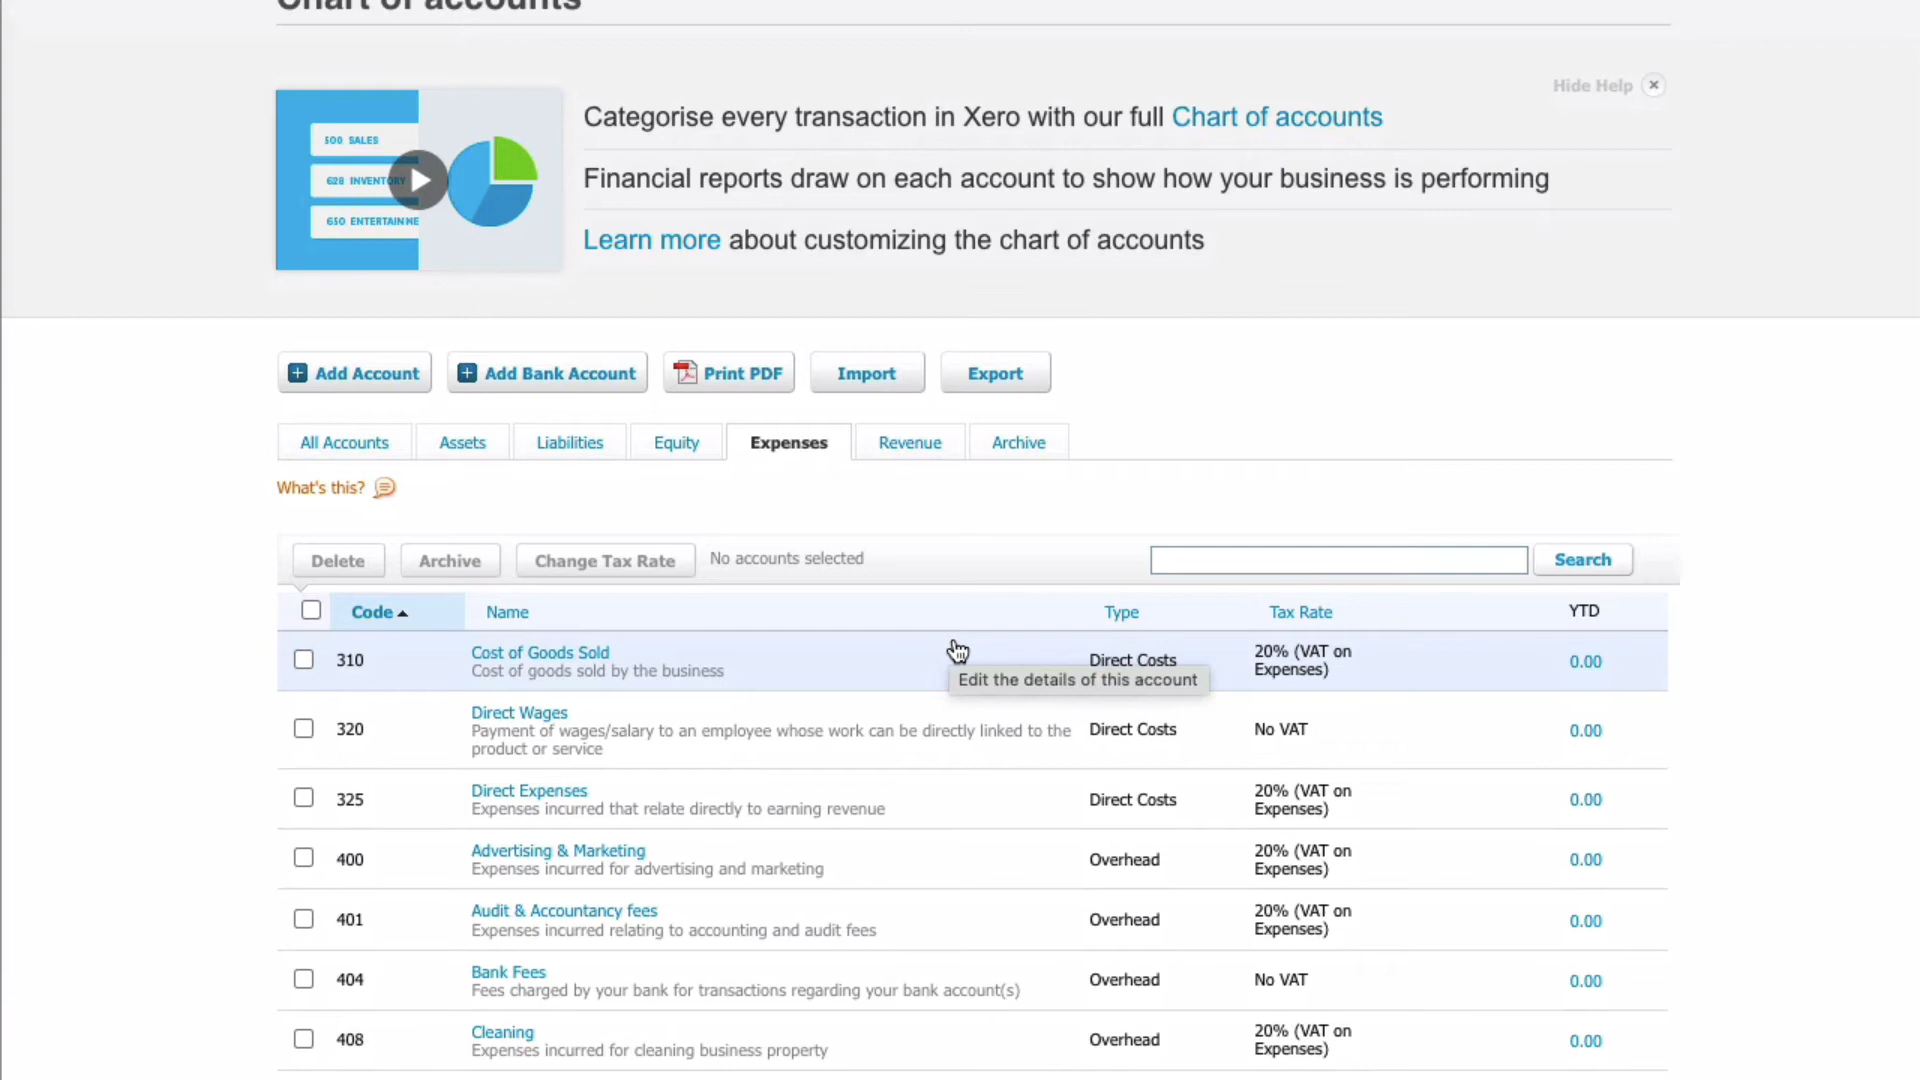 Chart of accounts
Hide Help
500 SALES
628 INVENTORY
650 ENTERTAINME
Categorise every transaction in Xero with our full Chart of accounts
Financial reports draw on each account to show how your business is performing
Learn more about customizing the chart of accounts
Add Account Add Bank Account Print PDF Import Export
All Accounts Assets Liabilities Equity Expenses Revenue Archive
What's this?
Delete Archive Change Tax Rate No accounts selected Search
Code Name Type Tax Rate YTD
310 Cost of Goods Sold Direct Costs 20% (VAT on Expenses) 0.00
Cost of goods sold by the business
Edit the details of this account
320 Direct Wages Direct Costs No VAT 0.00
Payment of wages/salary to an employee whose work can be directly linked to the
product or service
325 Direct Expenses Direct Costs 20% (VAT on Expenses) 0.00
Expenses incurred that relate directly to earning revenue
400 Advertising & Marketing Overhead 20% (VAT on Expenses) 0.00
Expenses incurred for advertising and marketing
401 Audit & Accountancy fees Overhead 20% (VAT on Expenses) 0.00
Expenses incurred relating to accounting and audit fees
404 Bank Fees Overhead No VAT 0.00
Fees charged by your bank for transactions regarding your bank account(s)
408 Cleaning Overhead 20% (VAT on Expenses) 0.00
Expenses incurred for cleaning business property